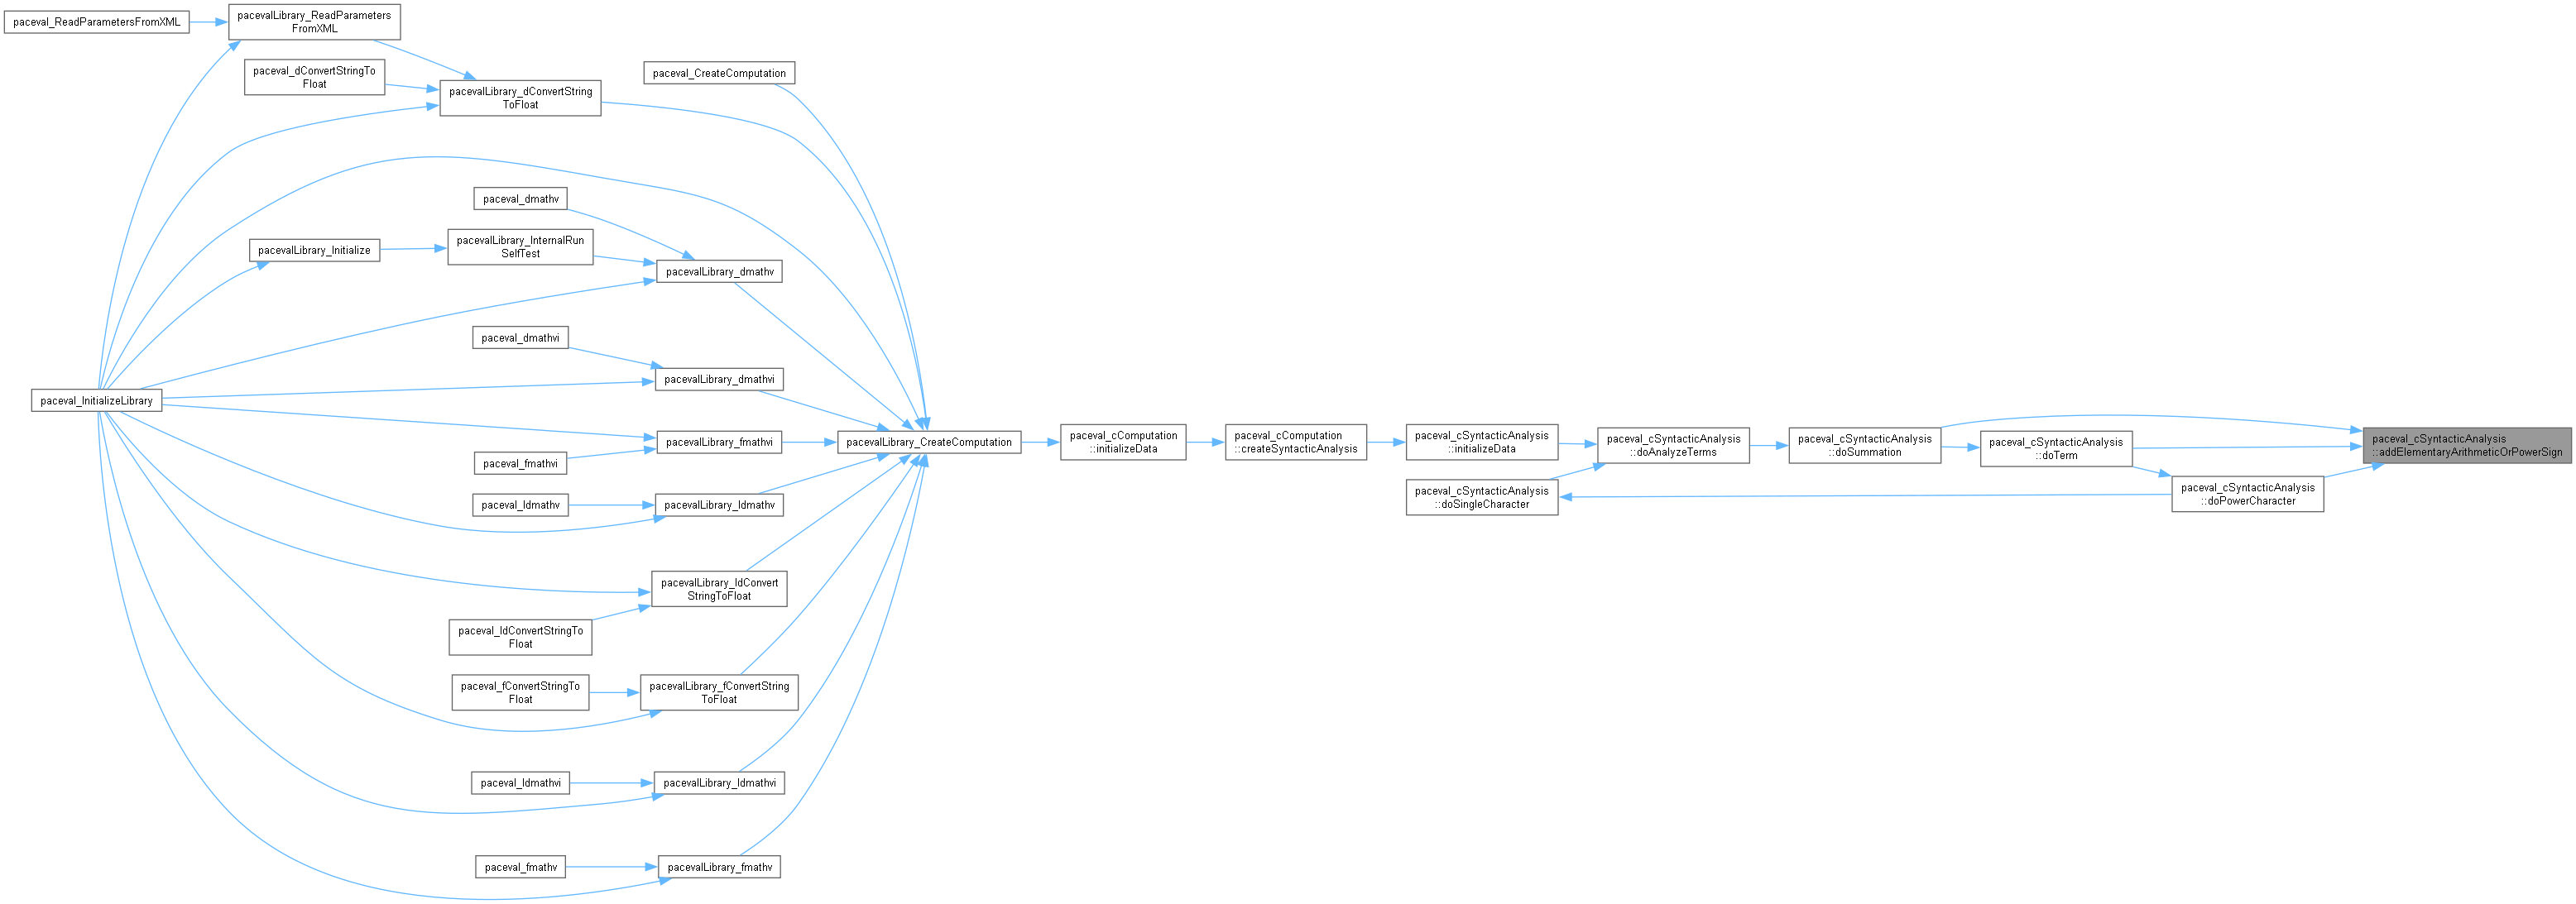 paceval_ReadParametersFromXML
pacevalLibrary_ReadParameters
FromXML
paceval_dConvertStringTo
Float
pacevalLibrary_dConvertString
ToFloat
paceval_CreateComputation
paceval_dmathv
pacevalLibrary_Initialize
pacevalLibrary_InternalRun
SelfTest
pacevalLibrary_dmathv
paceval_dmathvi
pacevalLibrary_dmathvi
paceval_InitializeLibrary
pacevalLibrary_fmathvi
paceval_fmathvi
pacevalLibrary_CreateComputation
paceval_cComputation
::initializeData
paceval_cComputation
::createSyntacticAnalysis
paceval_cSyntacticAnalysis
::initializeData
paceval_cSyntacticAnalysis
::doAnalyzeTerms
paceval_cSyntacticAnalysis
::doSummation
paceval_cSyntacticAnalysis
::doTerm
paceval_cSyntacticAnalysis
::addElementaryArithmeticOrPowerSign
paceval_cSyntacticAnalysis
::doSingleCharacter
paceval_cSyntacticAnalysis
::doPowerCharacter
paceval_ldmathv
pacevalLibrary_ldmathv
pacevalLibrary_ldConvert
StringToFloat
paceval_ldConvertStringTo
Float
paceval_fConvertStringTo
Float
pacevalLibrary_fConvertString
ToFloat
paceval_ldmathvi
pacevalLibrary_ldmathvi
paceval_fmathv
pacevalLibrary_fmathv